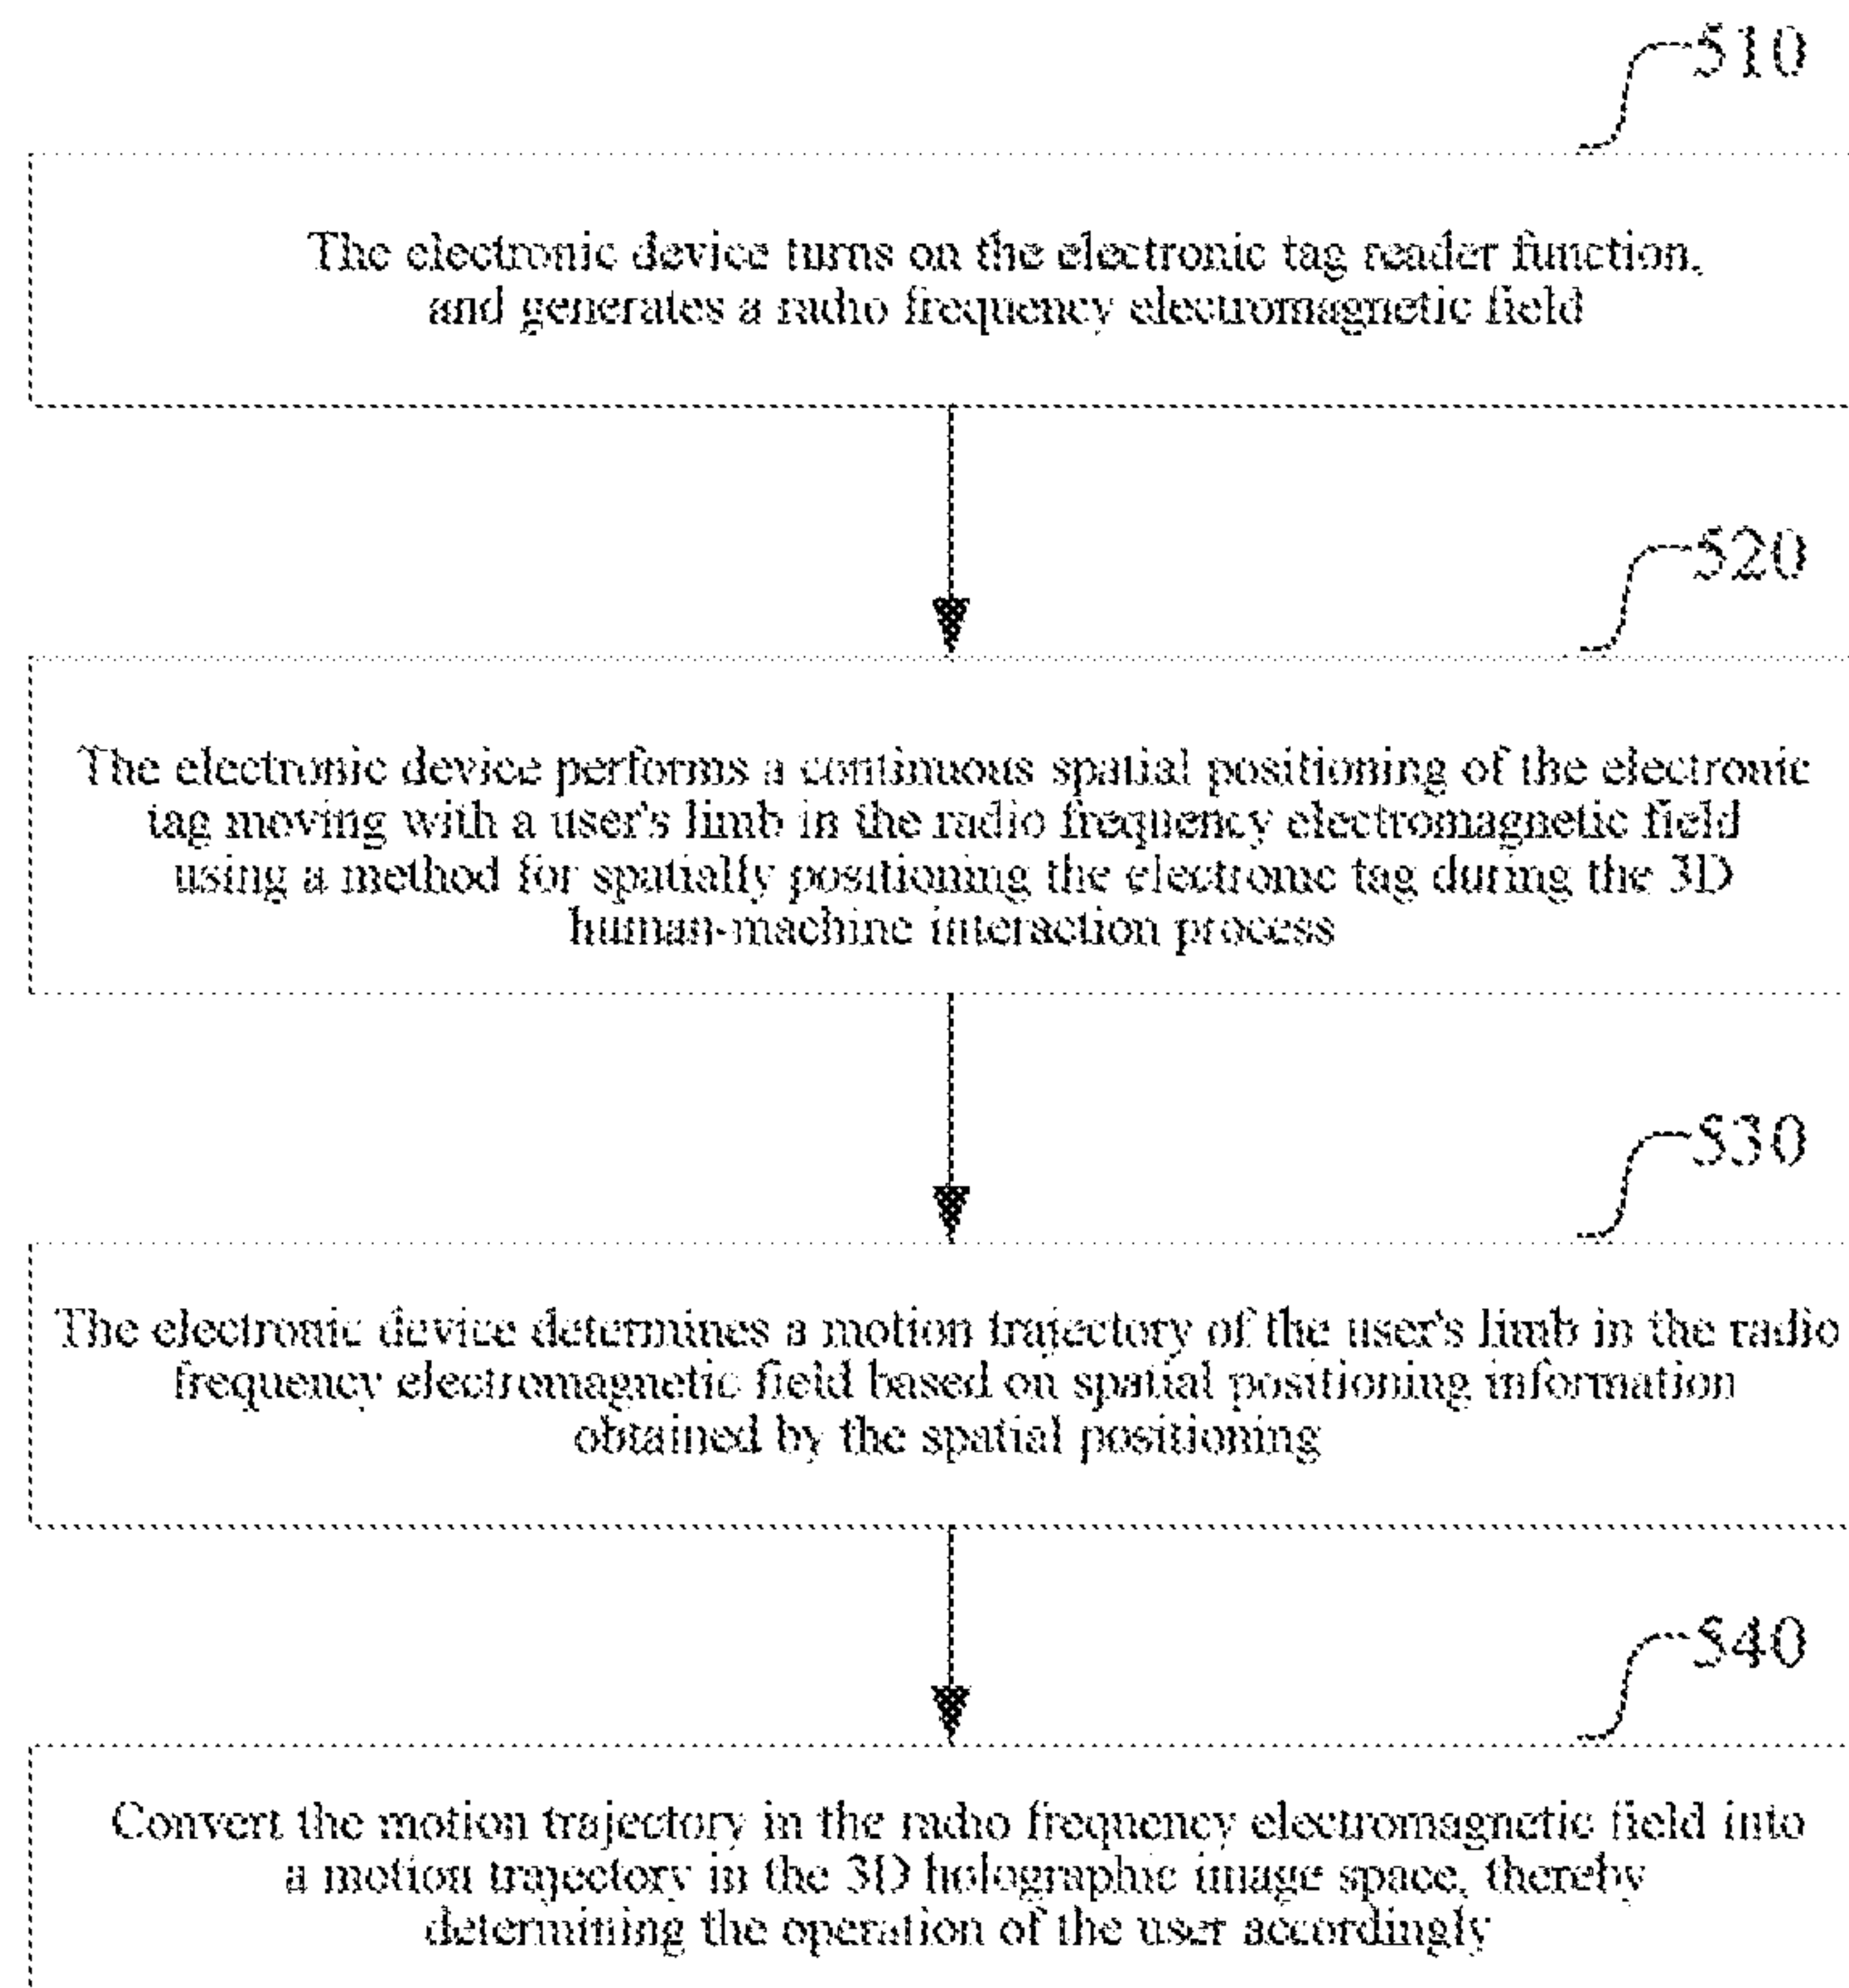 510
The electronic device turns on the electronic tag reader function,
and generates a radio frequency electromagnetic field
520
The electronic device performs a continuous spatial positioning of the electronic
tag moving with a user's limb in the radio frequency electromagnetic field
using a method for spatially positioning the electronic tag during the 3D
human-machine interaction process
530
The electronic device determines a motion trajectory of the user's limb in the radio
frequency electromagnetic field based on spatial positioning information
obtained by the spatial positioning
540
Convert the motion trajectory in the radio frequency electromagnetic field into
a motion trajectory in the 3D holographic image space, thereby
determining the operation of the user accordingly